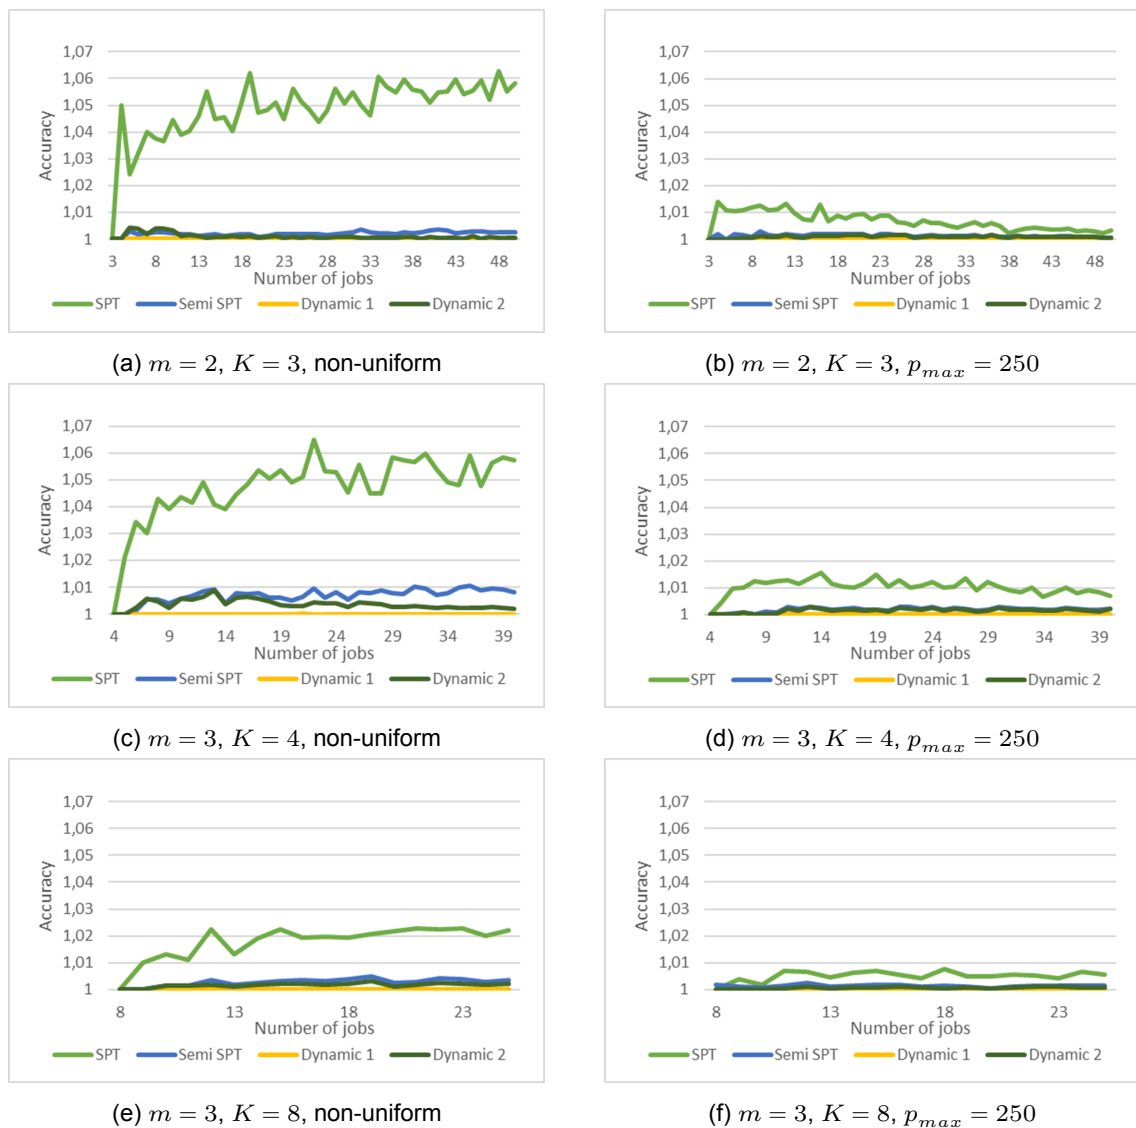 1,07
1,06
1,05
1,04
1,03
1,02
1,01
1
Accuracy
3 8 13 18 23 28 33 38 43 48
Number of jobs
SPT Semi SPT Dynamic 1 Dynamic 2
(a) m = 2, K = 3, non-uniform
1,07
1,06
1,05
1,04
1,03
1,02
1,01
1
Accuracy
3 8 13 18 23 28 33 38 43 48
Number of jobs
SPT Semi SPT Dynamic 1 Dynamic 2
(b) m = 2, K = 3, p_{max} = 250
1,07
1,06
1,05
1,04
1,03
1,02
1,01
1
Accuracy
4 9 14 19 24 29 34 39
Number of jobs
SPT Semi SPT Dynamic 1 Dynamic 2
(c) m = 3, K = 4, non-uniform
1,07
1,06
1,05
1,04
1,03
1,02
1,01
1
Accuracy
4 9 14 19 24 29 34 39
Number of jobs
SPT Semi SPT Dynamic 1 Dynamic 2
(d) m = 3, K = 4, p_{max} = 250
1,07
1,06
1,05
1,04
1,03
1,02
1,01
1
Accuracy
8 13 18 23
Number of jobs
SPT Semi SPT Dynamic 1 Dynamic 2
(e) m = 3, K = 8, non-uniform
1,07
1,06
1,05
1,04
1,03
1,02
1,01
1
Accuracy
8 13 18 23
Number of jobs
SPT Semi SPT Dynamic 1 Dynamic 2
(f) m = 3, K = 8, p_{max} = 250